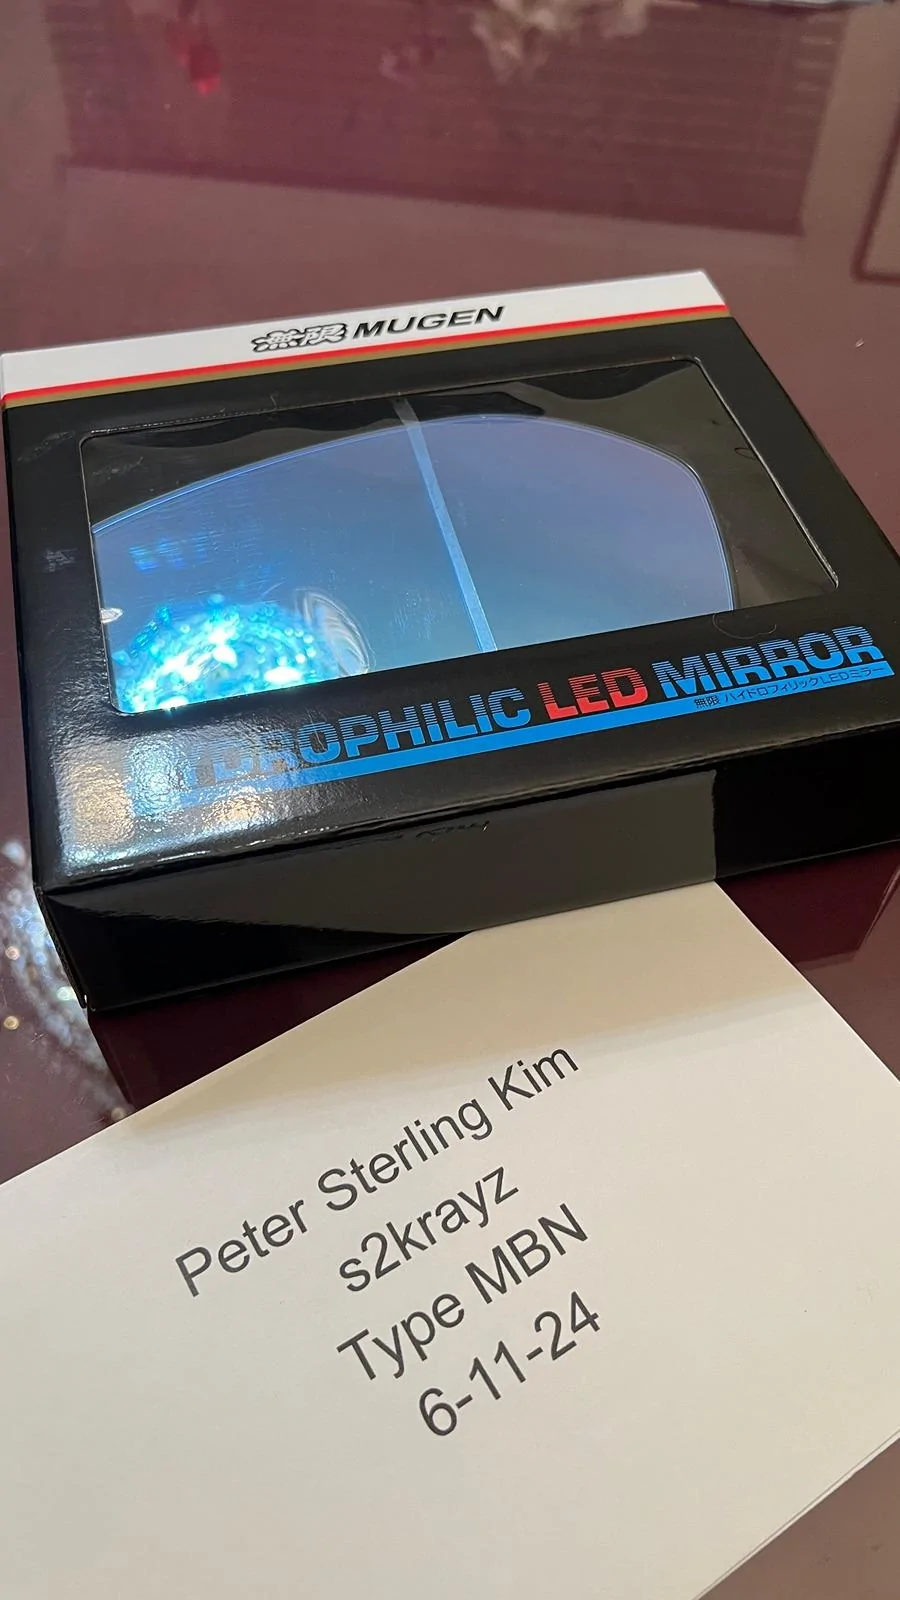 無限 MUGEN
HYDROPHILIC LED MIRROR
無限 ハイドロフィリックLEDミラー
Peter Sterling Kim
s2krayz
Type MBN
6-11-24